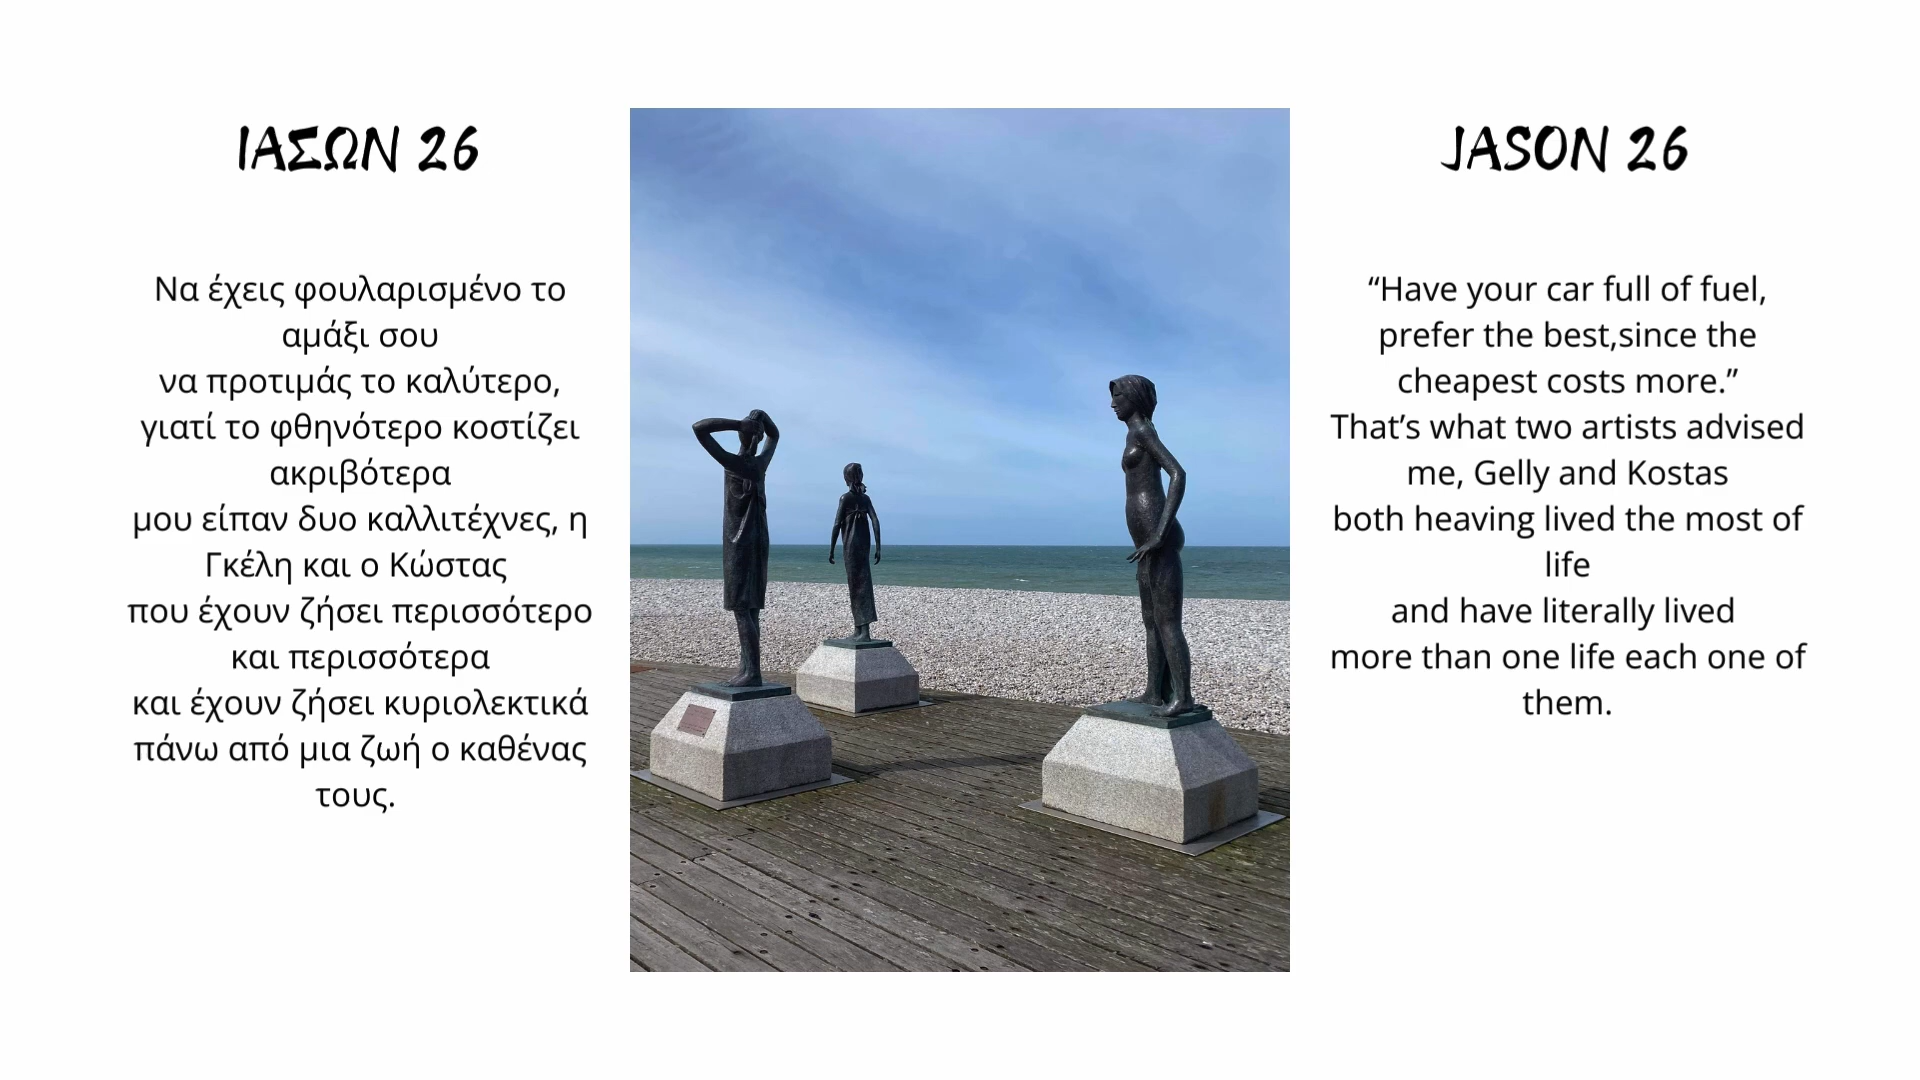 ΙΑΣΩΝ 26
Να έχεις φουλαρισμένο το
αμάξι σου
να προτιμάς το καλύτερο,
γιατί το φθηνότερο κοστίζει
ακριβότερα
μου είπαν δυο καλλιτέχνες, η
Γκέλη και ο Κώστας
που έχουν ζήσει περισσότερο
και περισσότερα
και έχουν ζήσει κυριολεκτικά
πάνω από μια ζωή ο καθένας
τους.
JASON 26
“Have your car full of fuel,
prefer the best,since the
cheapest costs more.”
That’s what two artists advised
me, Gelly and Kostas
both heaving lived the most of
life
and have literally lived
more than one life each one of
them.